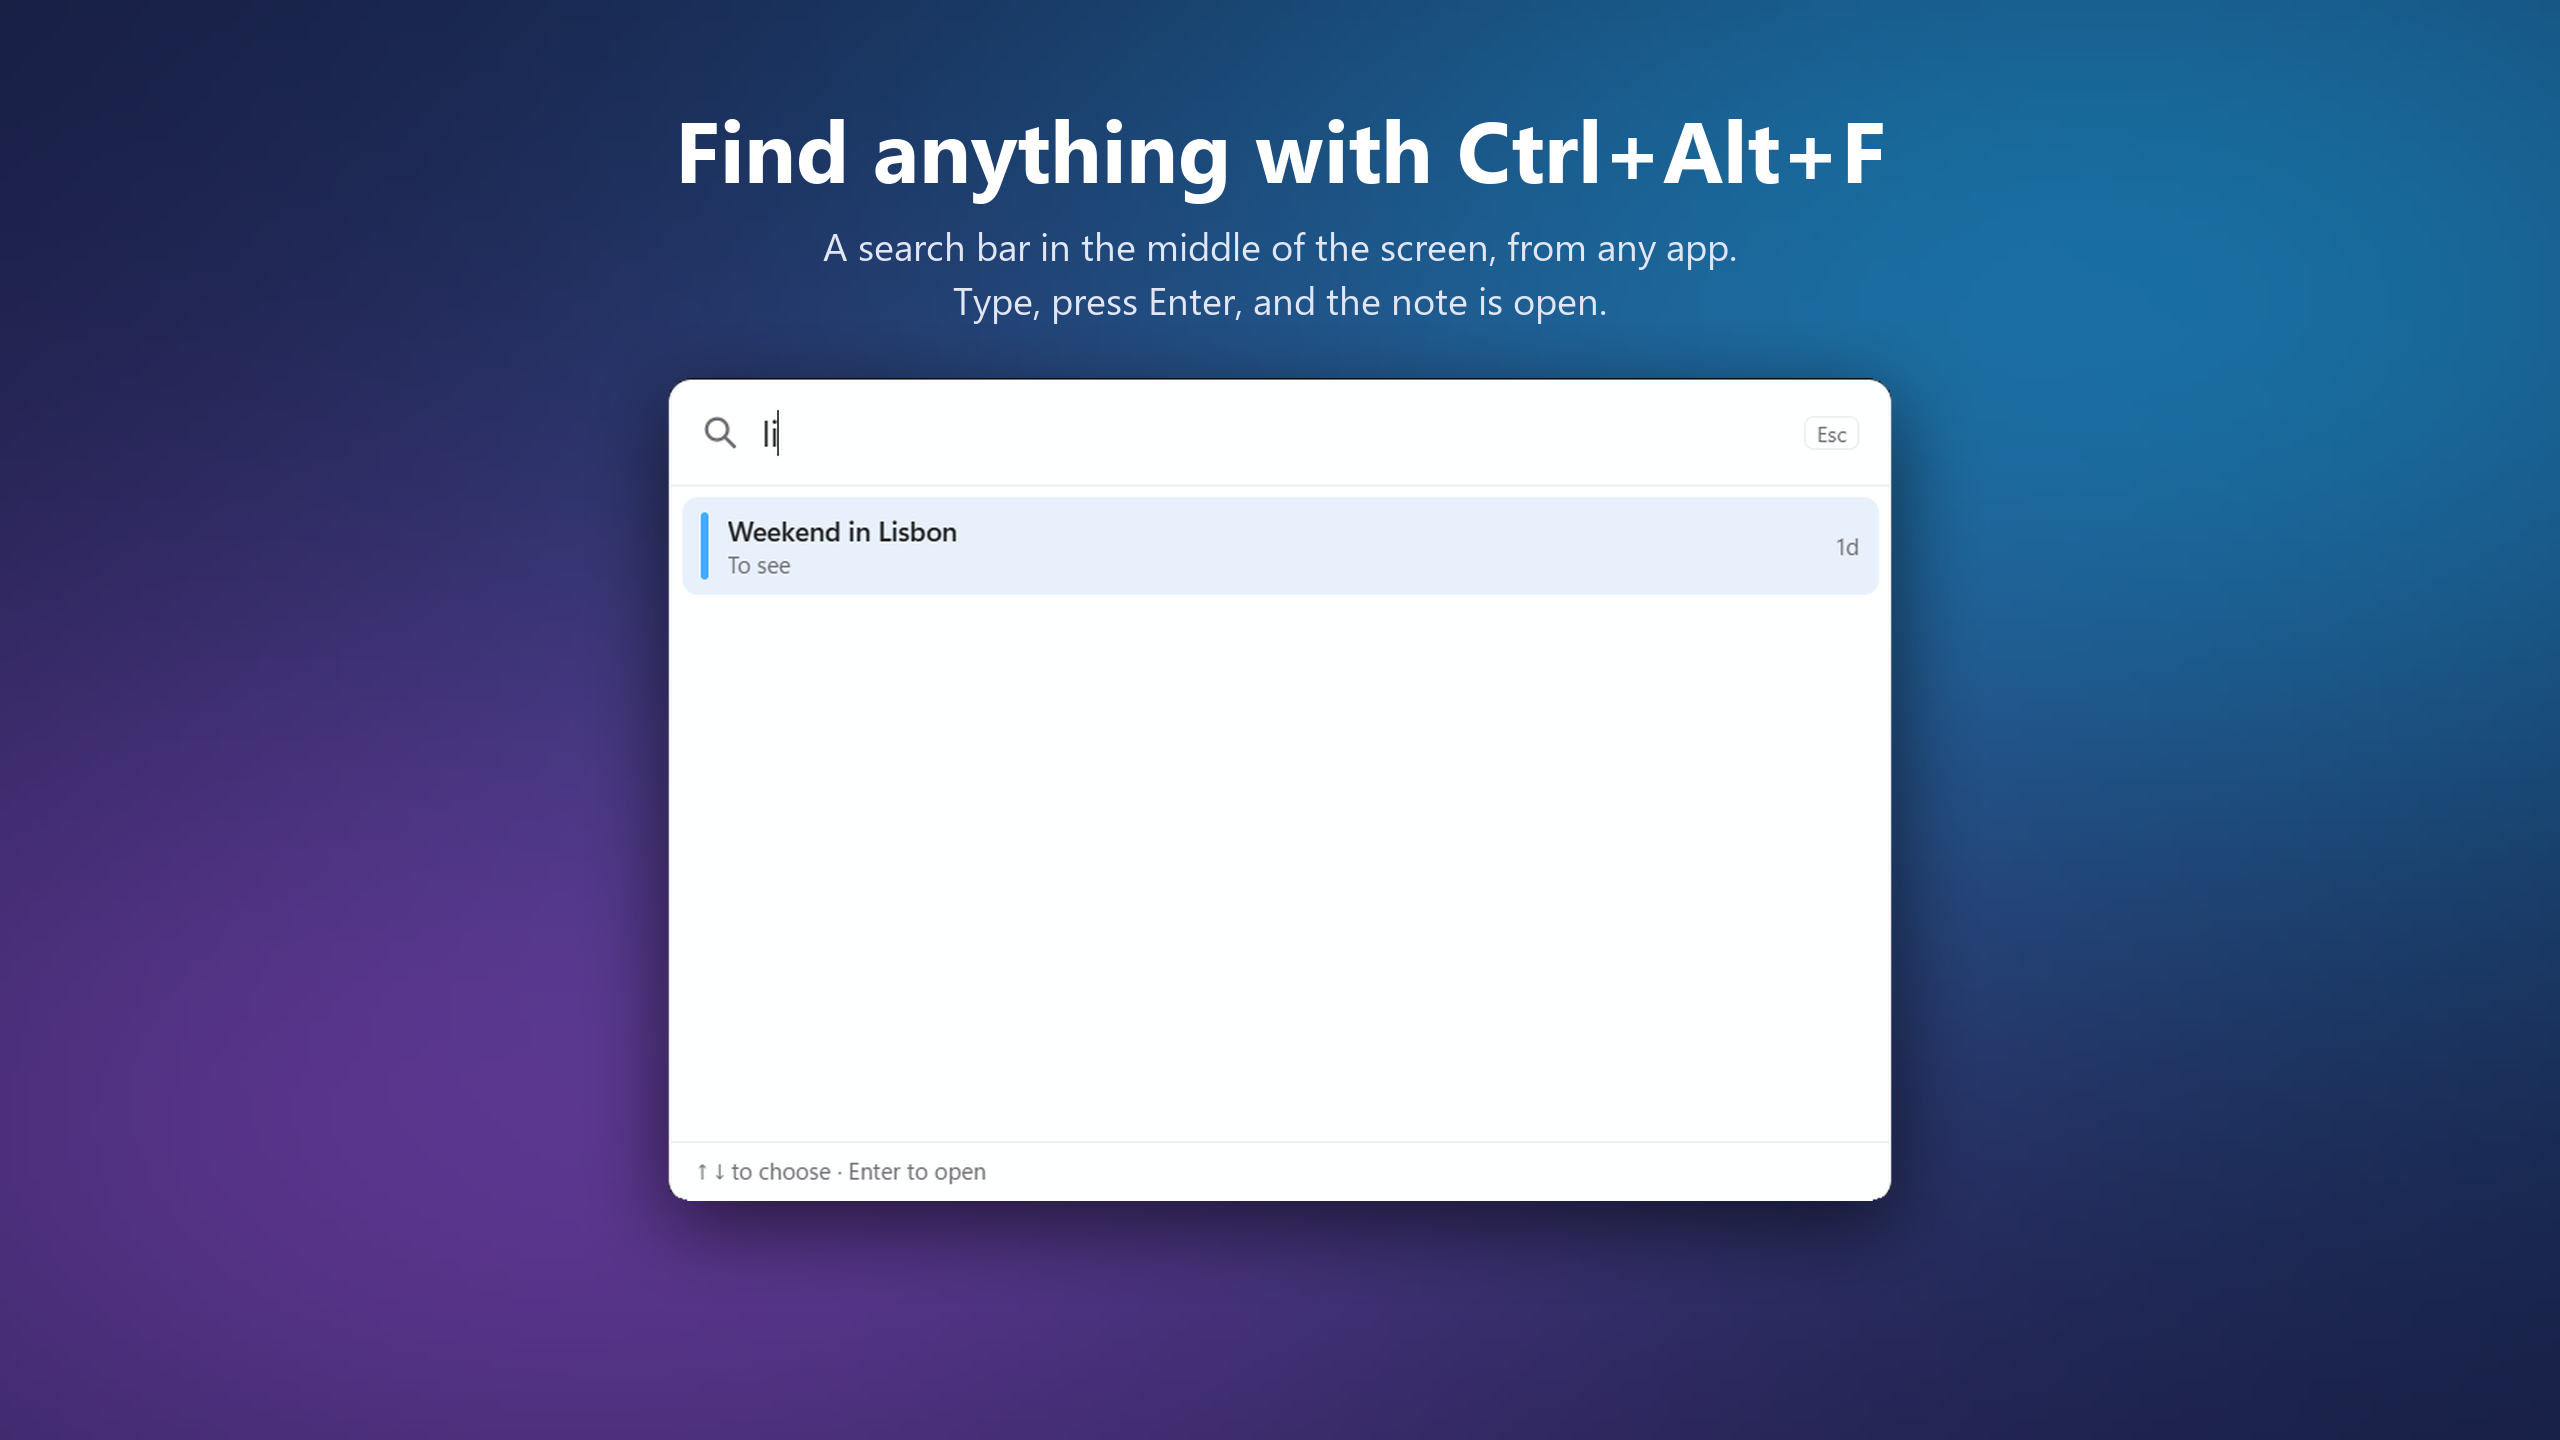 Find anything with Ctrl+Alt+F
A search bar in the middle of the screen, from any app.
Type, press Enter, and the note is open.
li
Esc
Weekend in Lisbon
To see
1d
↑ ↓ to choose · Enter to open